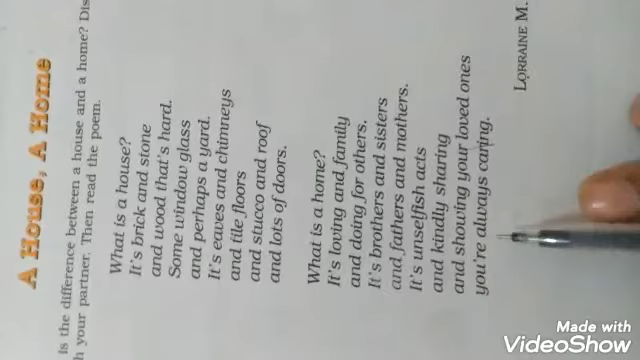 A House, A Home
is the difference between a house and a home? Dis
h your partner. Then read the poem.
What is a house?
It's brick and stone
and wood that's hard.
Some window glass
and perhaps a yard.
It's eaves and chimneys
and tile floors
and stucco and roof
and lots of doors.
What is a home?
It's loving and family
and doing for others.
It's brothers and sisters
and fathers and mothers.
It's unselfish acts
and kindly sharing
and showing your loved ones
you're always caring.
LORRAINE M.
Made with
VideoShow